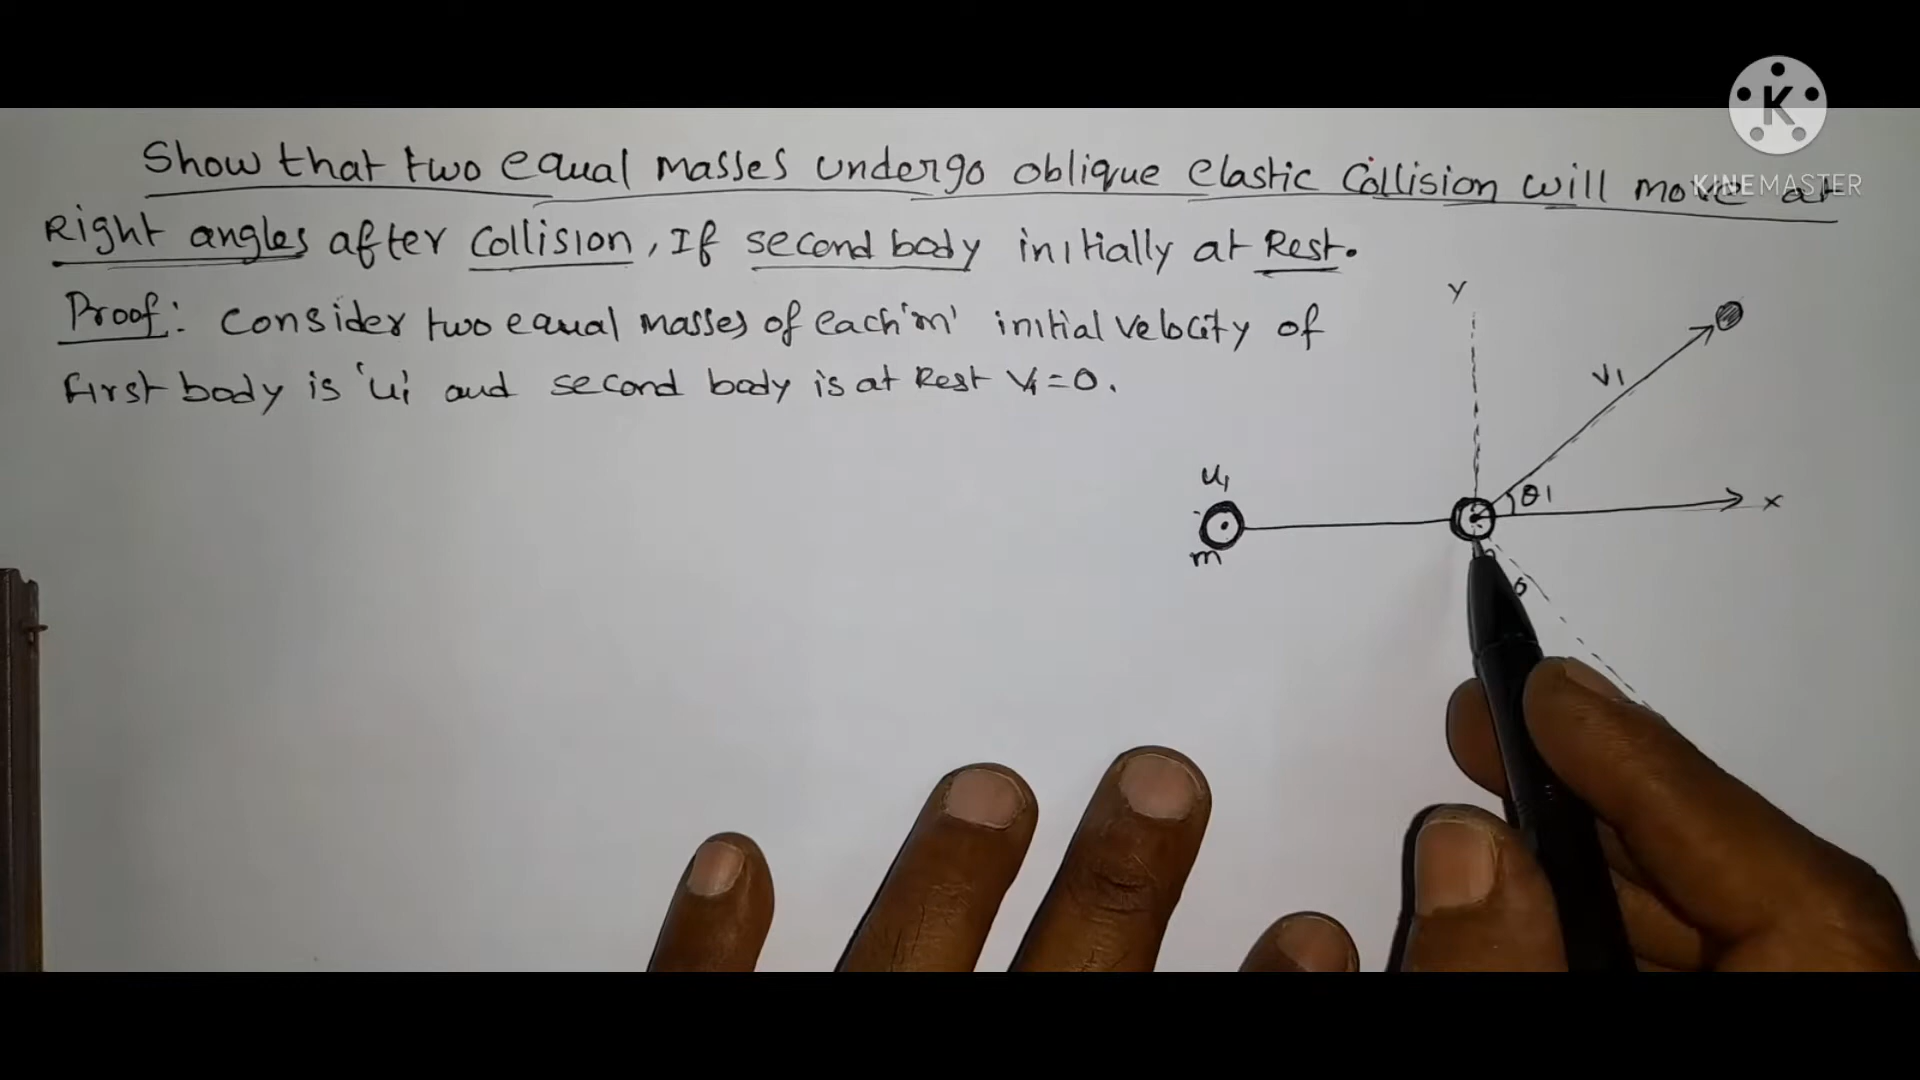 Show that two equal masses undergo oblique elastic Collision will move at
Right angles after Collision, If second body initially at Rest.
Proof: Consider two equal masses of each 'm' initial velocity of
first body is 'u' and second body is at Rest V1=0.
K
KINEMASTER
y
V1
u1
θ1
x
m